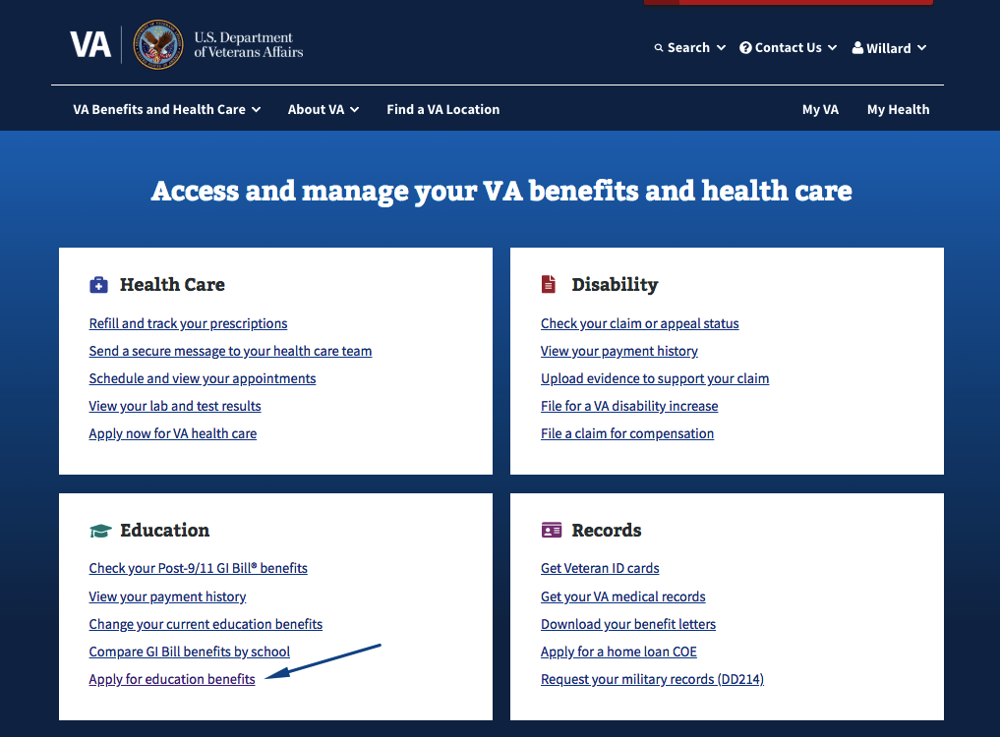 VA
U.S. Department
of Veterans Affairs
Search
Contact Us
Willard
VA Benefits and Health Care
About VA
Find a VA Location
My VA
My Health
Access and manage your VA benefits and health care
Health Care
Refill and track your prescriptions
Send a secure message to your health care team
Schedule and view your appointments
View your lab and test results
Apply now for VA health care
Disability
Check your claim or appeal status
View your payment history
Upload evidence to support your claim
File for a VA disability increase
File a claim for compensation
Education
Check your Post-9/11 GI Bill® benefits
View your payment history
Change your current education benefits
Compare GI Bill benefits by school
Apply for education benefits
Records
Get Veteran ID cards
Get your VA medical records
Download your benefit letters
Apply for a home loan COE
Request your military records (DD214)